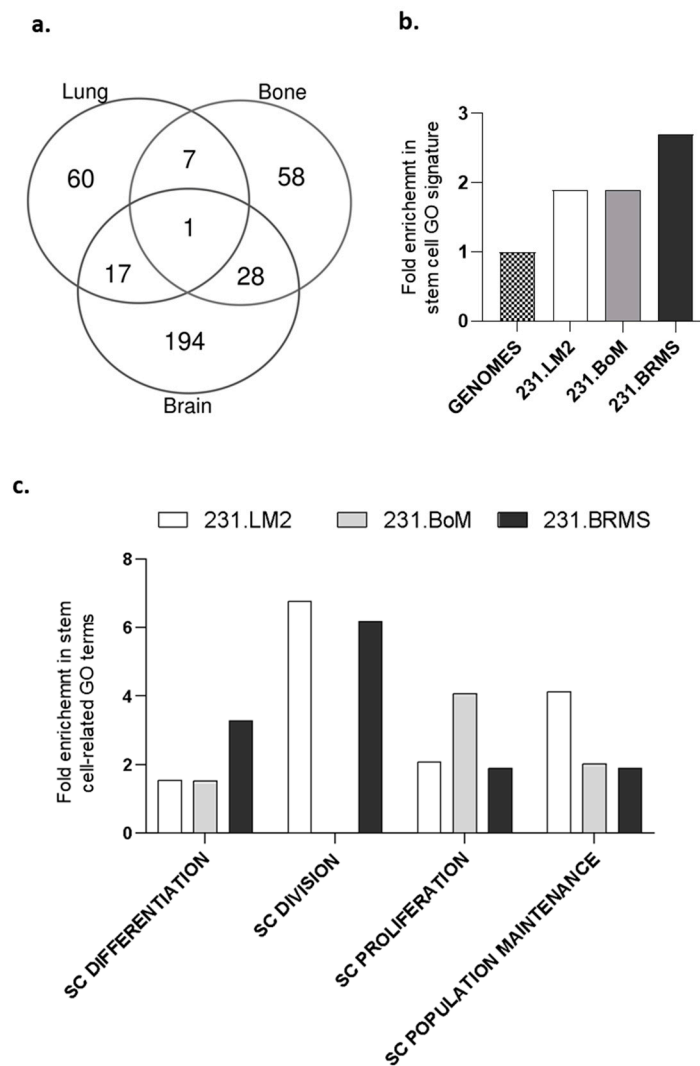 a.
Lung
Bone
60
7
58
1
17
28
194
Brain
b.
Fold enrichemnt in
stem cell GO signature
3
2
1
0
GENOMES
231.LM2
231.BoM
231.BRMS
c.
231.LM2
231.BoM
231.BRMS
Fold enrichemnt in stem
cell-related GO terms
8
6
4
2
0
SC DIFFERENTIATION
SC DIVISION
SC PROLIFERATION
SC POPULATION MAINTENANCE